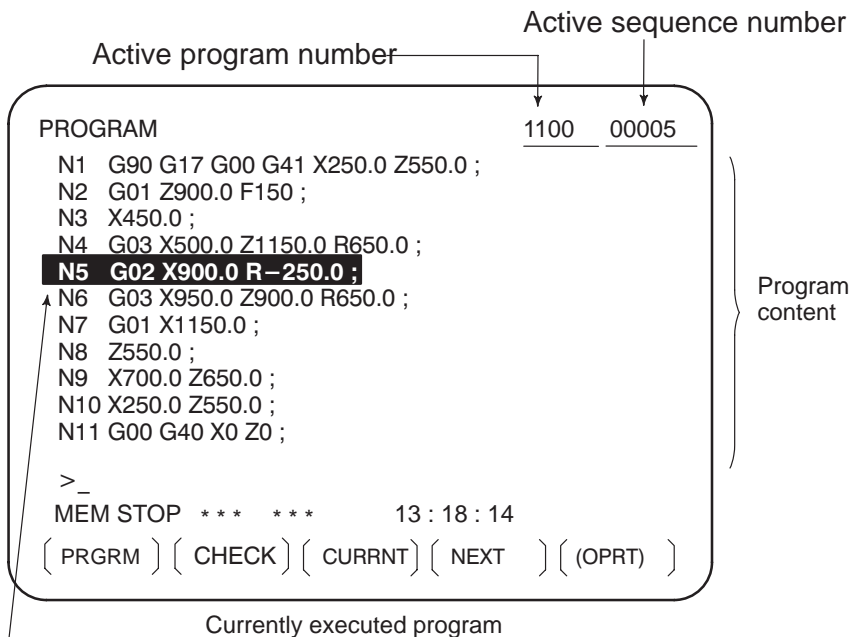 Active sequence number
Active program number
PROGRAM 1100 00005
N1 G90 G17 G00 G41 X250.0 Z550.0 ;
N2 G01 Z900.0 F150 ;
N3 X450.0 ;
N4 G03 X500.0 Z1150.0 R650.0 ;
N5 G02 X900.0 R−250.0 ;
N6 G03 X950.0 Z900.0 R650.0 ;
N7 G01 X1150.0 ;
N8 Z550.0 ;
N9 X700.0 Z650.0 ;
N10 X250.0 Z550.0 ;
N11 G00 G40 X0 Z0 ;
Program
content
>_
MEM STOP *** *** 13 : 18 : 14
[ PRGRM ] [ CHECK ] [ CURRNT ] [ NEXT ] [ (OPRT) ]
Currently executed program